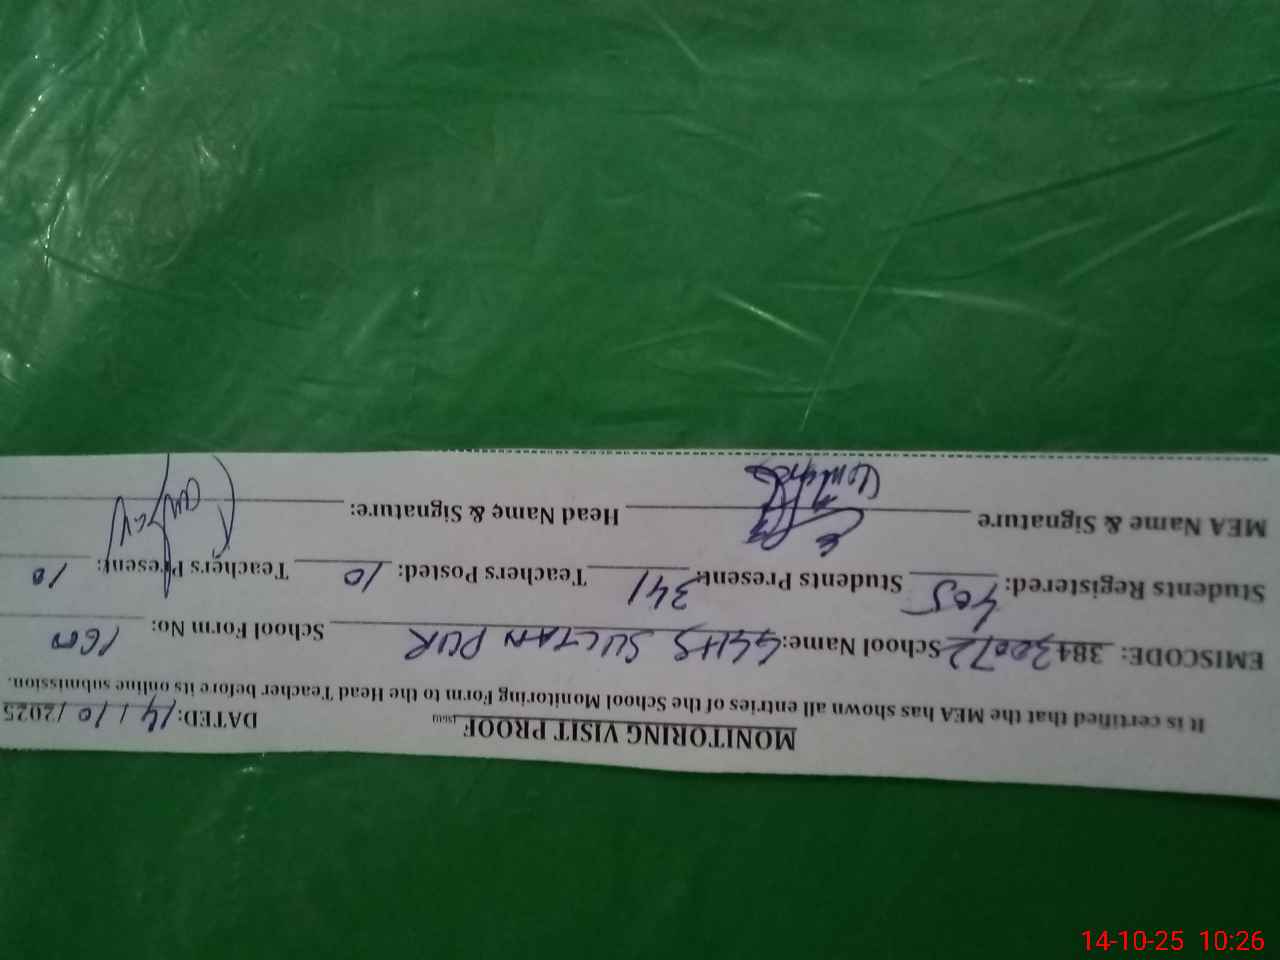 MONITORING VISIT PROOF
DATED: 14 / 10 / 2025
It is certified that the MEA has shown all entries of the School Monitoring Form to the Head Teacher before its online submission.
EMISCODE: 38430072 School Name: GGHS SULTAN PUR School Form No: 1600
Students Registered: 405 Students Present: 341 Teachers Posted: 10 Teachers Present: 10
MEA Name & Signature Head Name & Signature:
14-10-25 10:26